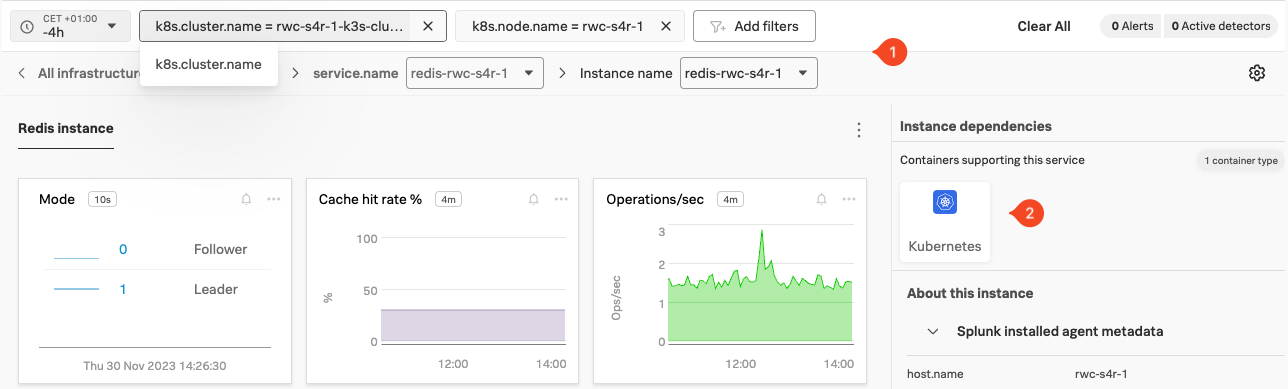 CET +01:00
-4h
k8s.cluster.name = rwc-s4r-1-k3s-clu...
k8s.node.name = rwc-s4r-1
Add filters
Clear All
0 Alerts
0 Active detectors
k8s.cluster.name
1
All infrastructure
service.name
redis-rwc-s4r-1
Instance name
redis-rwc-s4r-1
Redis instance
Mode
10s
0 Follower
1 Leader
Thu 30 Nov 2023 14:26:30
Cache hit rate %
4m
100
50
0
%
12:00
14:00
Operations/sec
4m
3
2
1
0
Ops/sec
12:00
14:00
Instance dependencies
Containers supporting this service
1 container type
Kubernetes
2
About this instance
Splunk installed agent metadata
host.name
rwc-s4r-1